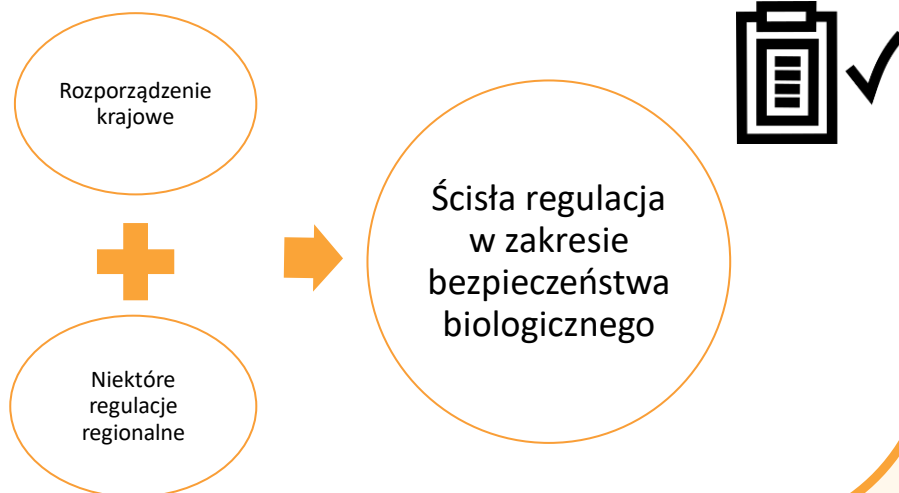 Rozporządzenie
krajowe
Niektóre
regulacje
regionalne
Ścisła regulacja
w zakresie
bezpieczeństwa
biologicznego